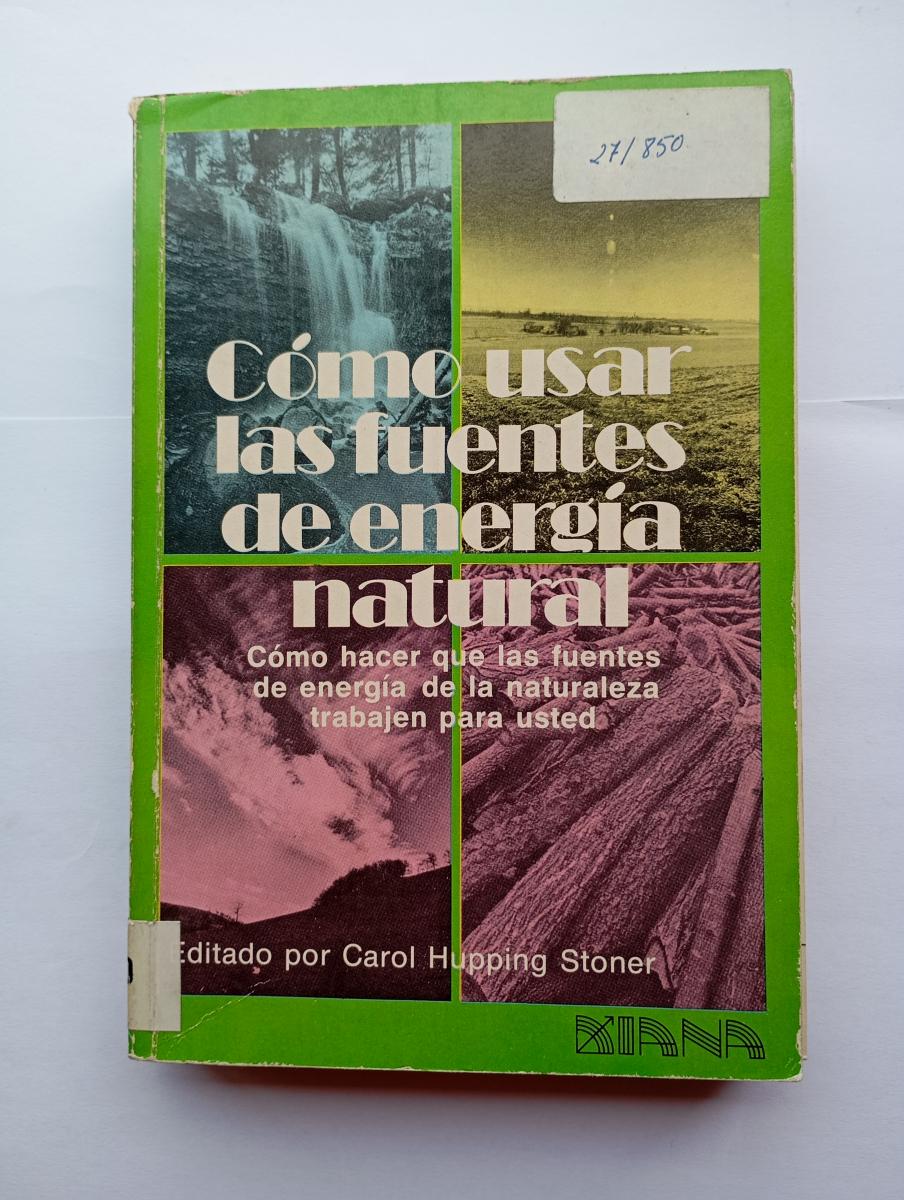 27/850
Cómo usar
las fuentes
de energía
natural
Cómo hacer que las fuentes
de energía de la naturaleza
trabajen para usted
Editado por Carol Hupping Stoner
DIANA